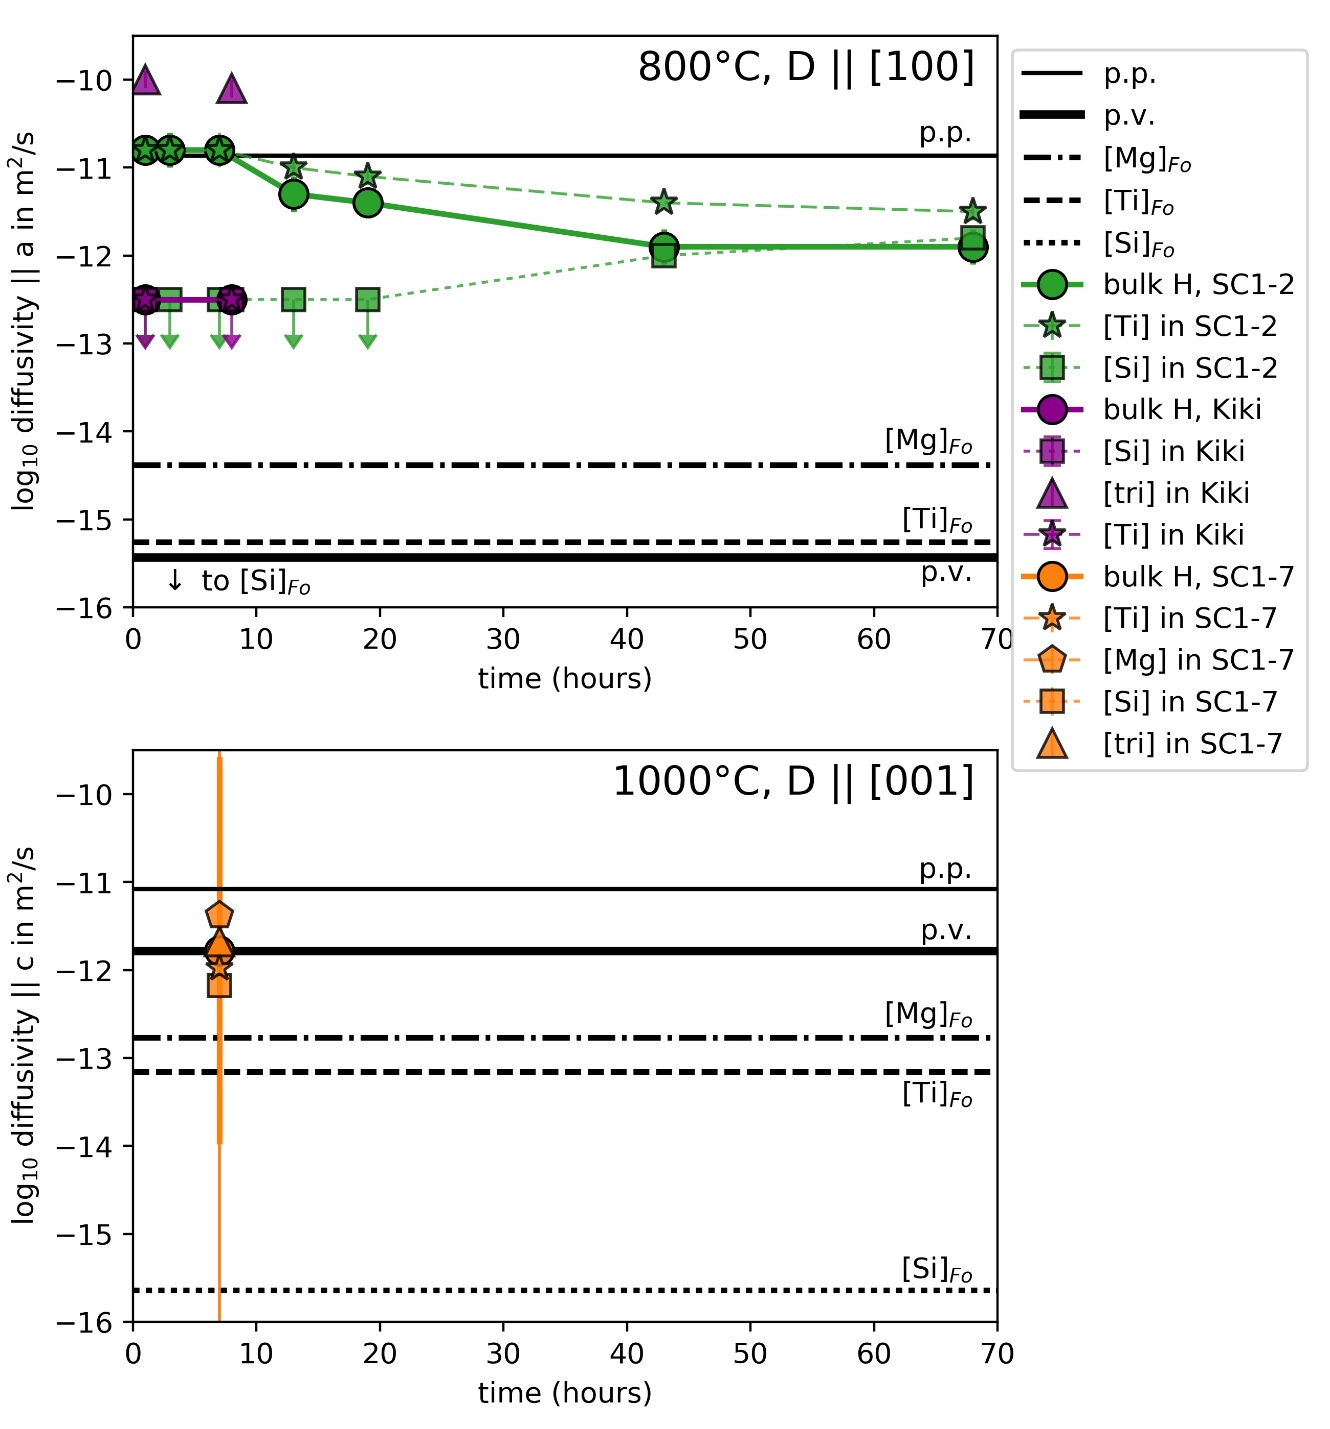 800°C, D || [100]
p.p.
[Mg]Fo
[Ti]Fo
p.v.
↓ to [Si]Fo
−10
−11
−12
−13
−14
−15
−16
0 10 20 30 40 50 60 70
time (hours)
log10 diffusivity || a in m²/s
p.p.
p.v.
[Mg]Fo
[Ti]Fo
[Si]Fo
bulk H, SC1-2
[Ti] in SC1-2
[Si] in SC1-2
bulk H, Kiki
[Si] in Kiki
[tri] in Kiki
[Ti] in Kiki
bulk H, SC1-7
[Ti] in SC1-7
[Mg] in SC1-7
[Si] in SC1-7
[tri] in SC1-7
1000°C, D || [001]
p.p.
p.v.
[Mg]Fo
[Ti]Fo
[Si]Fo
−10
−11
−12
−13
−14
−15
−16
0 10 20 30 40 50 60 70
time (hours)
log10 diffusivity || c in m²/s